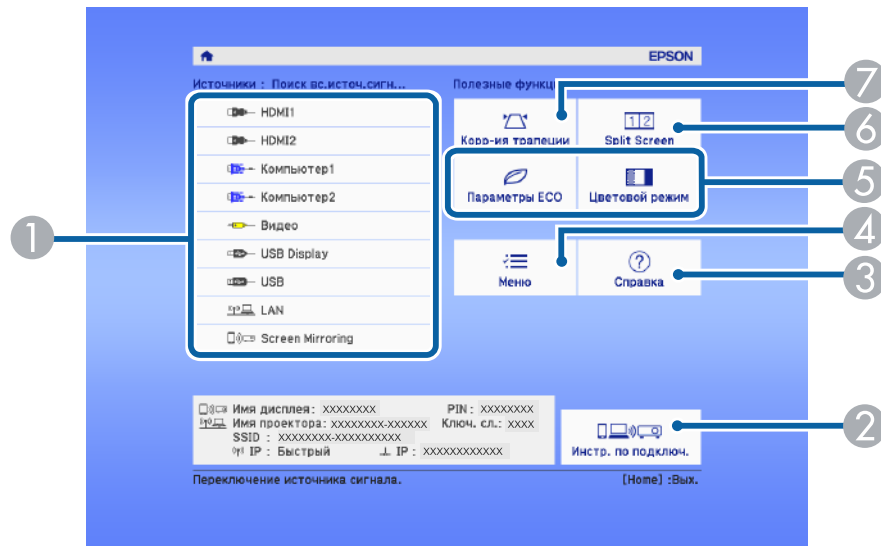 EPSON
Источники : Поиск вс.источ.сигн...
HDMI1
HDMI2
Компьютер1
Компьютер2
Видео
USB Display
USB
LAN
Screen Mirroring
Полезные функц
Корр-ия трапеции
1 2
Split Screen
Параметры ECO
Цветовой режим
Меню
?
Справка
Имя дисплея: XXXXXXXX PIN: XXXXXXXX
Имя проектора: XXXXXXXX-XXXXXX Ключ. сл.: XXXX
SSID : XXXXXXXX-XXXXXXXXXX
IP : Быстрый IP : XXXXXXXXXXXX
Инстр. по подключ.
Переключение источника сигнала. [Home] :Вых.
1
7
6
5
4
3
2